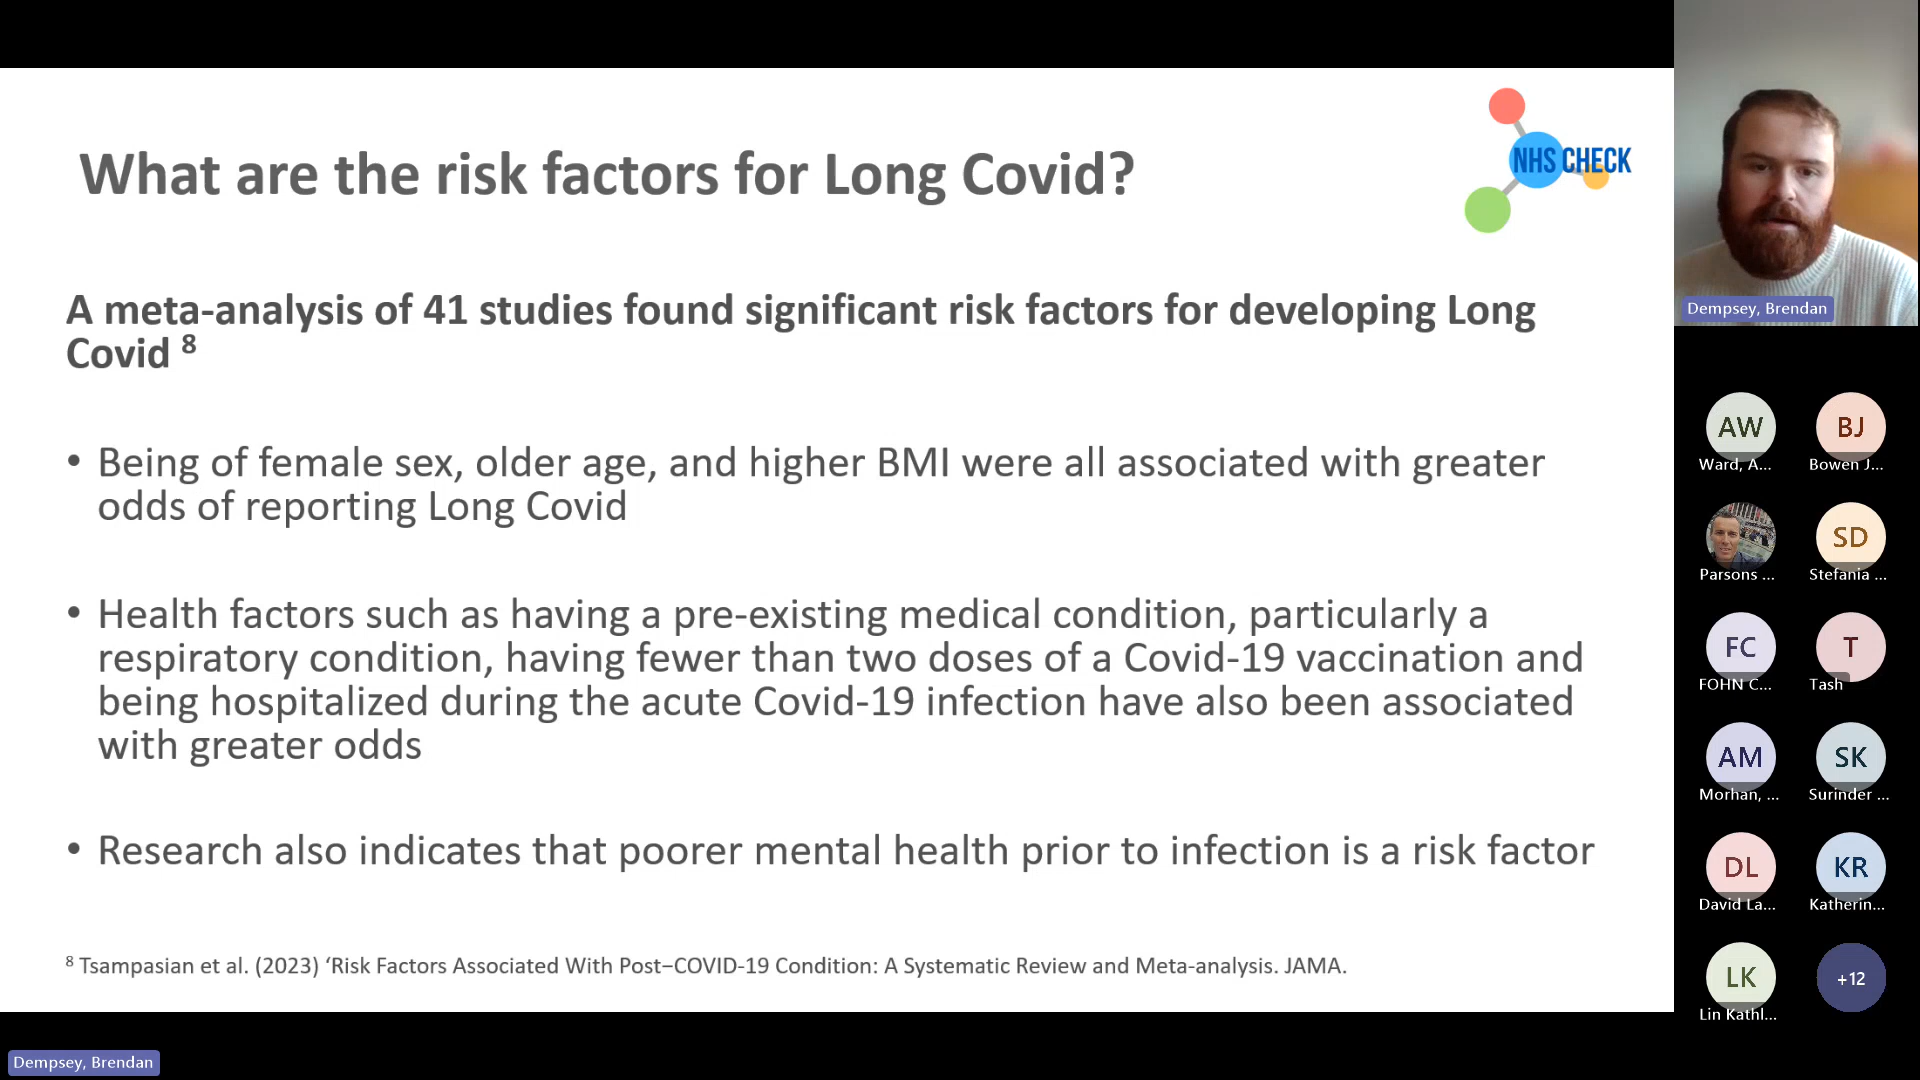 What are the risk factors for Long Covid?
NHS CHECK
A meta-analysis of 41 studies found significant risk factors for developing Long
Covid ⁸
• Being of female sex, older age, and higher BMI were all associated with greater
odds of reporting Long Covid
• Health factors such as having a pre-existing medical condition, particularly a
respiratory condition, having fewer than two doses of a Covid-19 vaccination and
being hospitalized during the acute Covid-19 infection have also been associated
with greater odds
• Research also indicates that poorer mental health prior to infection is a risk factor
⁸ Tsampasian et al. (2023) ‘Risk Factors Associated With Post–COVID-19 Condition: A Systematic Review and Meta-analysis. JAMA.
Dempsey, Brendan
Dempsey, Brendan
AW
Ward, A...
BJ
Bowen J...
Parsons ...
SD
Stefania ...
FC
FOHN C...
T
Tash
AM
Morhan, ...
SK
Surinder ...
DL
David La...
KR
Katherin...
LK
Lin Kathl...
+12